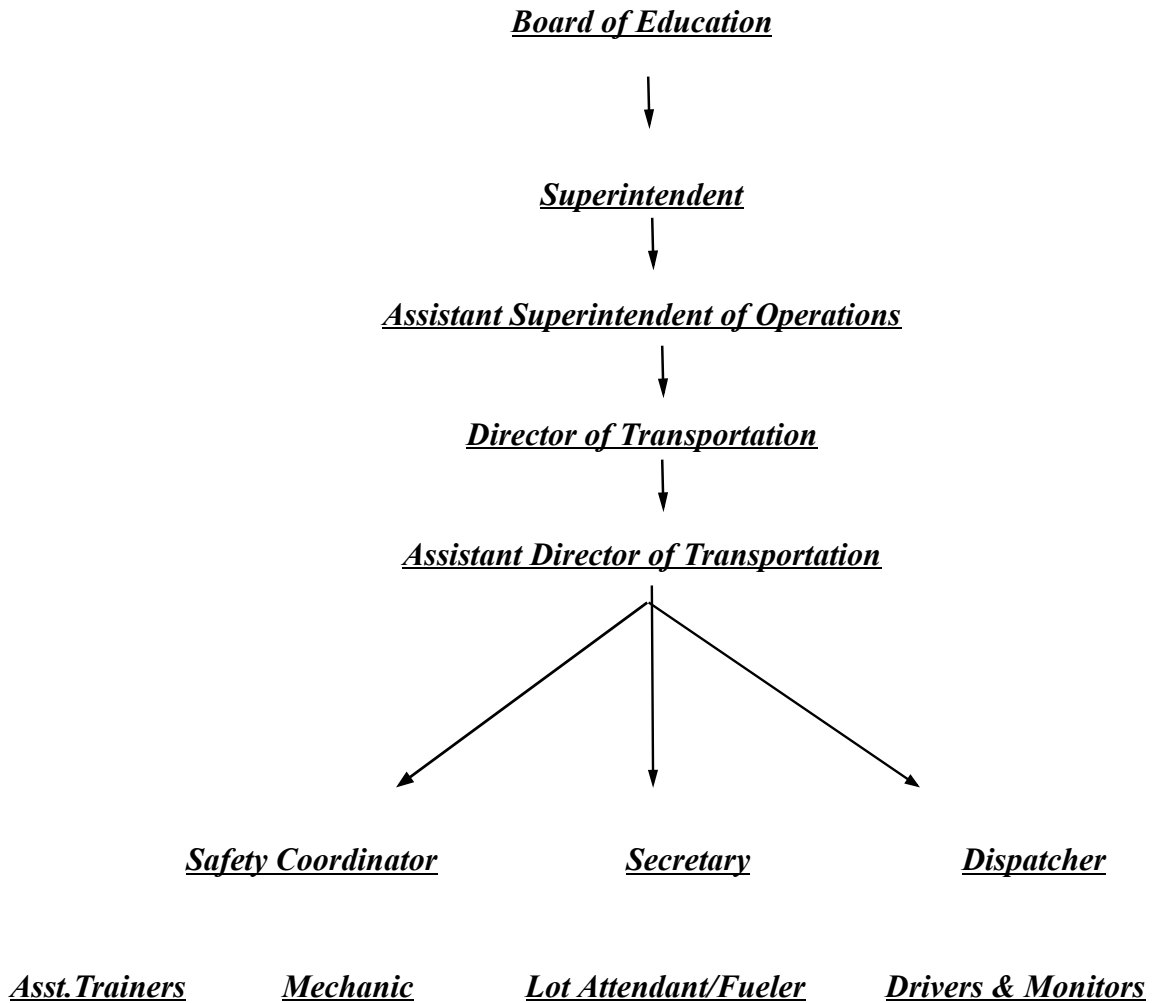 Board of Education
Superintendent
Assistant Superintendent of Operations
Director of Transportation
Assistant Director of Transportation
Safety Coordinator Secretary Dispatcher
Asst.Trainers Mechanic Lot Attendant/Fueler Drivers & Monitors